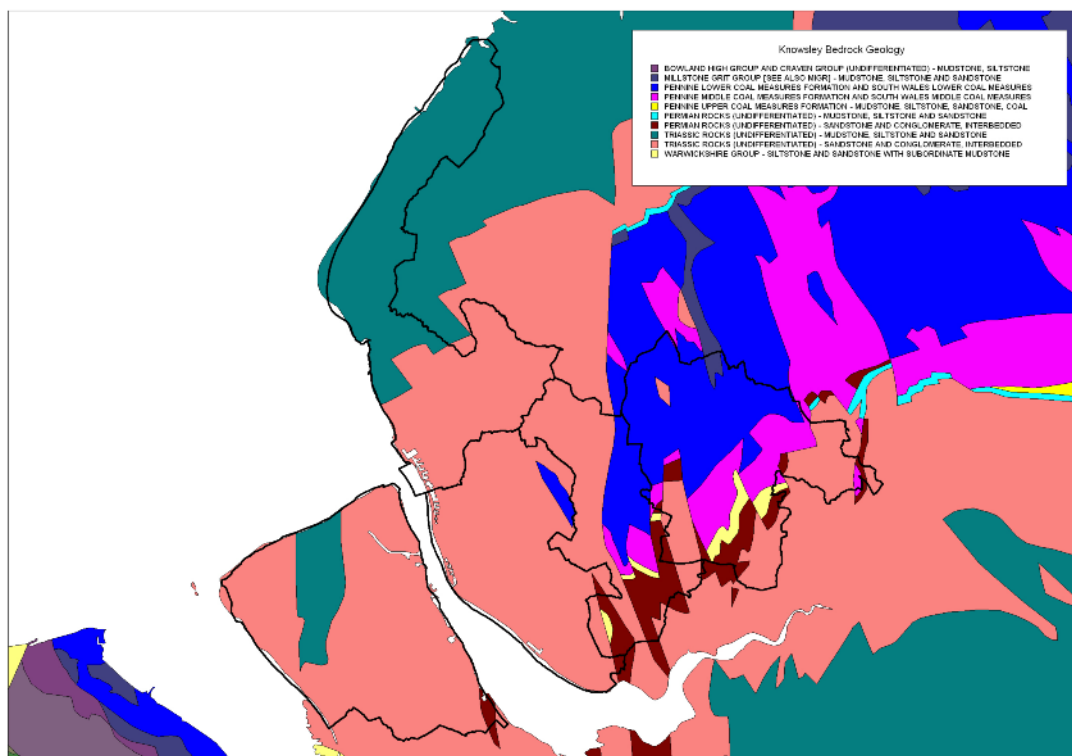 Knowsley Bedrock Geology
BOWLAND HIGH GROUP AND CRAVEN GROUP (UNDIFFERENTIATED) - MUDSTONE, SILTSTONE
MILLSTONE GRIT GROUP [SEE ALSO MIGR] - MUDSTONE, SILTSTONE AND SANDSTONE
PENNINE LOWER COAL MEASURES FORMATION AND SOUTH WALES LOWER COAL MEASURES
PENNINE MIDDLE COAL MEASURES FORMATION AND SOUTH WALES MIDDLE COAL MEASURES
PENNINE UPPER COAL MEASURES FORMATION - MUDSTONE, SILTSTONE, SANDSTONE, COAL
PERMIAN ROCKS (UNDIFFERENTIATED) - MUDSTONE, SILTSTONE AND SANDSTONE
PERMIAN ROCKS (UNDIFFERENTIATED) - SANDSTONE AND CONGLOMERATE, INTERBEDDED
TRIASSIC ROCKS (UNDIFFERENTIATED) - MUDSTONE, SILTSTONE AND SANDSTONE
TRIASSIC ROCKS (UNDIFFERENTIATED) - SANDSTONE AND CONGLOMERATE, INTERBEDDED
WARWICKSHIRE GROUP - SILTSTONE AND SANDSTONE WITH SUBORDINATE MUDSTONE